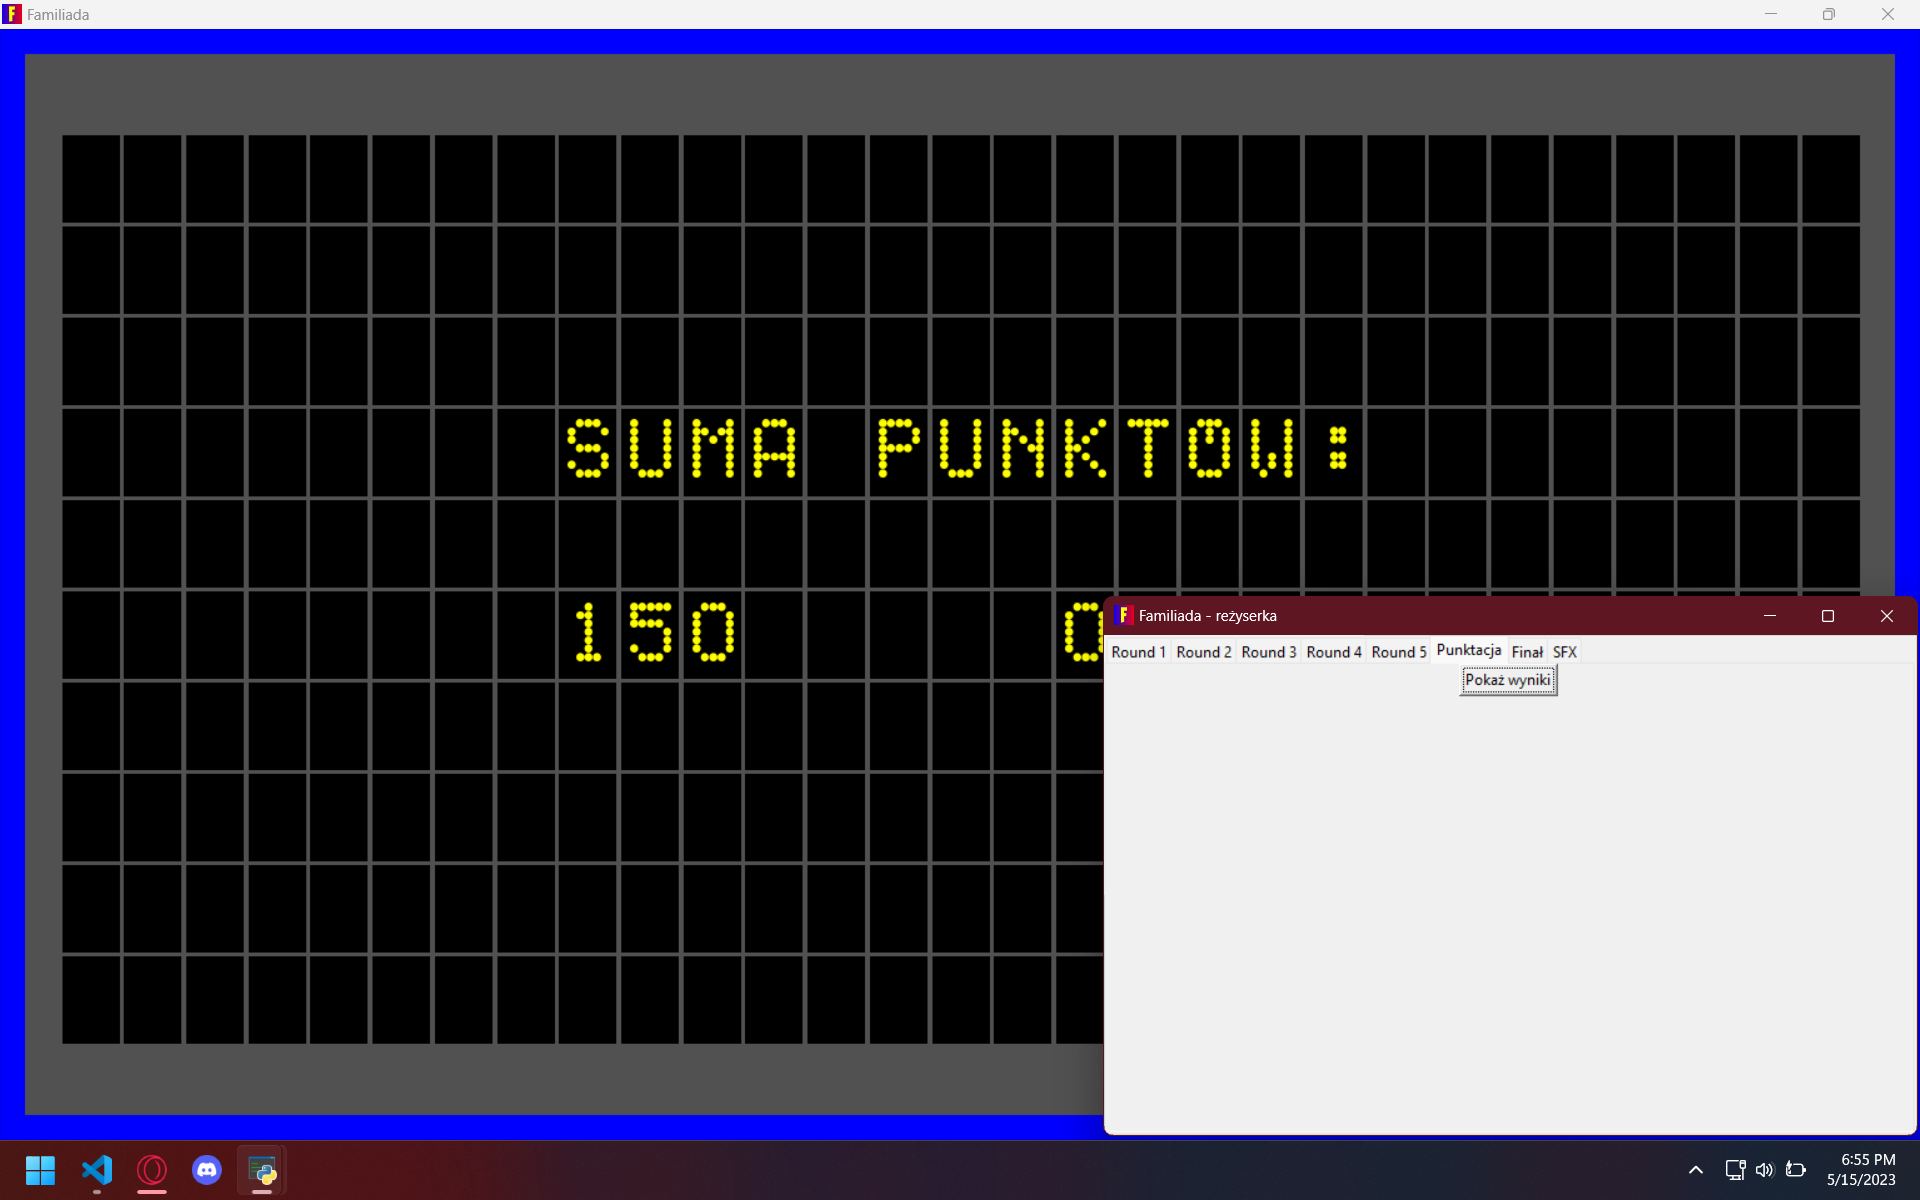 Familiada
SUMA PUNKTÓW:
150 0
Familiada - reżyserka
Round 1 Round 2 Round 3 Round 4 Round 5 Punktacja Finał SFX
Pokaż wyniki
6:55 PM
5/15/2023